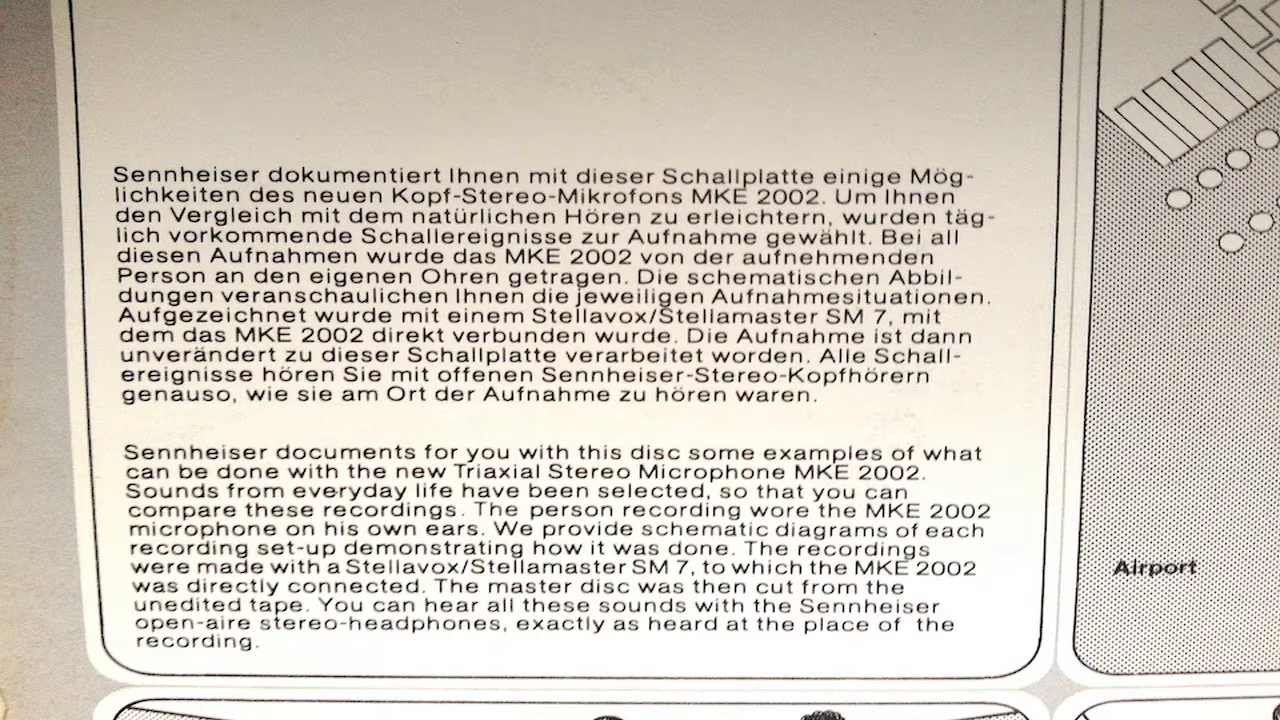 Sennheiser dokumentiert Ihnen mit dieser Schallplatte einige Mög-
lichkeiten des neuen Kopf-Stereo-Mikrofons MKE 2002. Um Ihnen
den Vergleich mit dem natürlichen Hören zu erleichtern, wurden täg-
lich vorkommende Schallereignisse zur Aufnahme gewählt. Bei all
diesen Aufnahmen wurde das MKE 2002 von der aufnehmenden
Person an den eigenen Ohren getragen. Die schematischen Abbil-
dungen veranschaulichen Ihnen die jeweiligen Aufnahmesituationen.
Aufgezeichnet wurde mit einem Stellavox/Stellamaster SM 7, mit
dem das MKE 2002 direkt verbunden wurde. Die Aufnahme ist dann
unverändert zu dieser Schallplatte verarbeitet worden. Alle Schall-
ereignisse hören Sie mit offenen Sennheiser-Stereo-Kopfhörern
genauso, wie sie am Ort der Aufnahme zu hören waren.
Sennheiser documents for you with this disc some examples of what
can be done with the new Triaxial Stereo Microphone MKE 2002.
Sounds from everyday life have been selected, so that you can
compare these recordings. The person recording wore the MKE 2002
microphone on his own ears. We provide schematic diagrams of each
recording set-up demonstrating how it was done. The recordings
were made with a Stellavox/Stellamaster SM 7, to which the MKE 2002
was directly connected. The master disc was then cut from the
unedited tape. You can hear all these sounds with the Sennheiser
open-aire stereo-headphones, exactly as heard at the place of the
recording.
Airport